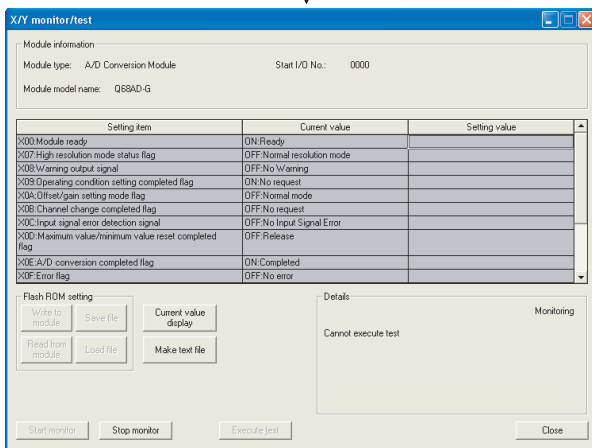 X/Y monitor/test
Module information
Module type: A/D Conversion Module Start I/O No.: 0000
Module model name: Q68AD-G
Setting item Current value Setting value
X00:Module ready ON:Ready
X07:High resolution mode status flag OFF:Normal resolution mode
X08:Warning output signal OFF:No Warning
X09:Operating condition setting completed flag ON:No request
X0A:Offset/gain setting mode flag OFF:Normal mode
X0B:Channel change completed flag OFF:No request
X0C:Input signal error detection signal OFF:No Input Signal Error
X0D:Maximum value/minimum value reset completed OFF:Release
flag
X0E:A/D conversion completed flag ON:Completed
X0F:Error flag OFF:No error
Flash ROM setting
Write to
module
Save file
Current value
display
Read from
module
Load file
Make text file
Details
Monitoring
Cannot execute test
Start monitor Stop monitor Execute test Close